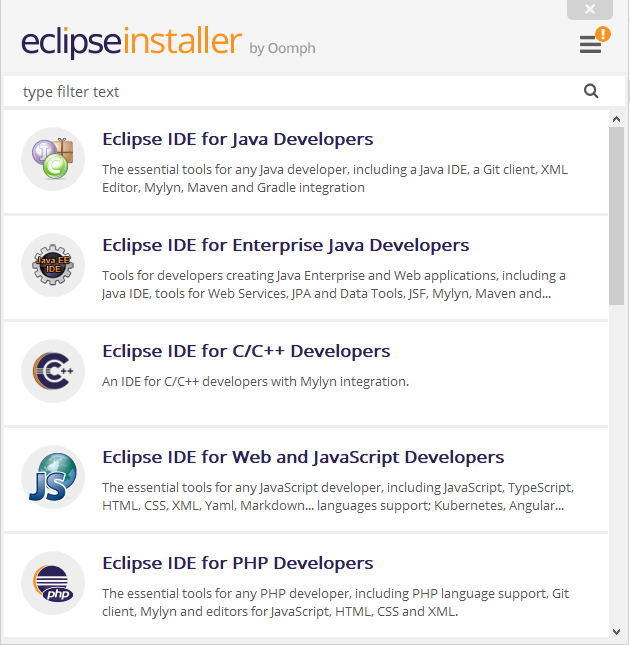 eclipseinstaller by Oomph
!
type filter text
Eclipse IDE for Java Developers
The essential tools for any Java developer, including a Java IDE, a Git client, XML
Editor, Mylyn, Maven and Gradle integration
Java EE
IDE
Eclipse IDE for Enterprise Java Developers
Tools for developers creating Java Enterprise and Web applications, including a
Java IDE, tools for Web Services, JPA and Data Tools, JSF, Mylyn, Maven and...
C++
Eclipse IDE for C/C++ Developers
An IDE for C/C++ developers with Mylyn integration.
JS
Eclipse IDE for Web and JavaScript Developers
The essential tools for any JavaScript developer, including JavaScript, TypeScript,
HTML, CSS, XML, Yaml, Markdown... languages support; Kubernetes, Angular...
php
Eclipse IDE for PHP Developers
The essential tools for any PHP developer, including PHP language support, Git
client, Mylyn and editors for JavaScript, HTML, CSS and XML.